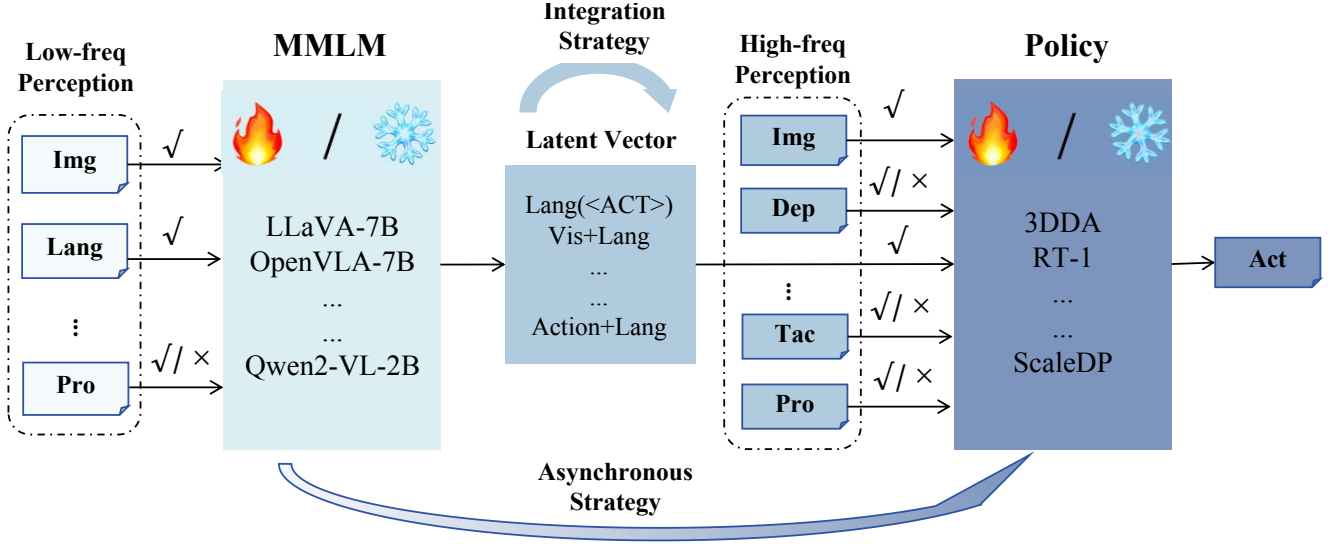 Low-freq
Perception
Img
√
Lang
√
⋮
Pro
√/ ×
MMLM
/
LLaVA-7B
OpenVLA-7B
...
...
Qwen2-VL-2B
Integration
Strategy
Latent Vector
Lang(<ACT>)
Vis+Lang
...
...
Action+Lang
High-freq
Perception
Img
√
Dep
√/ ×
√
⋮
Tac
√/ ×
Pro
√/ ×
Policy
/
3DDA
RT-1
...
...
ScaleDP
Act
Asynchronous
Strategy